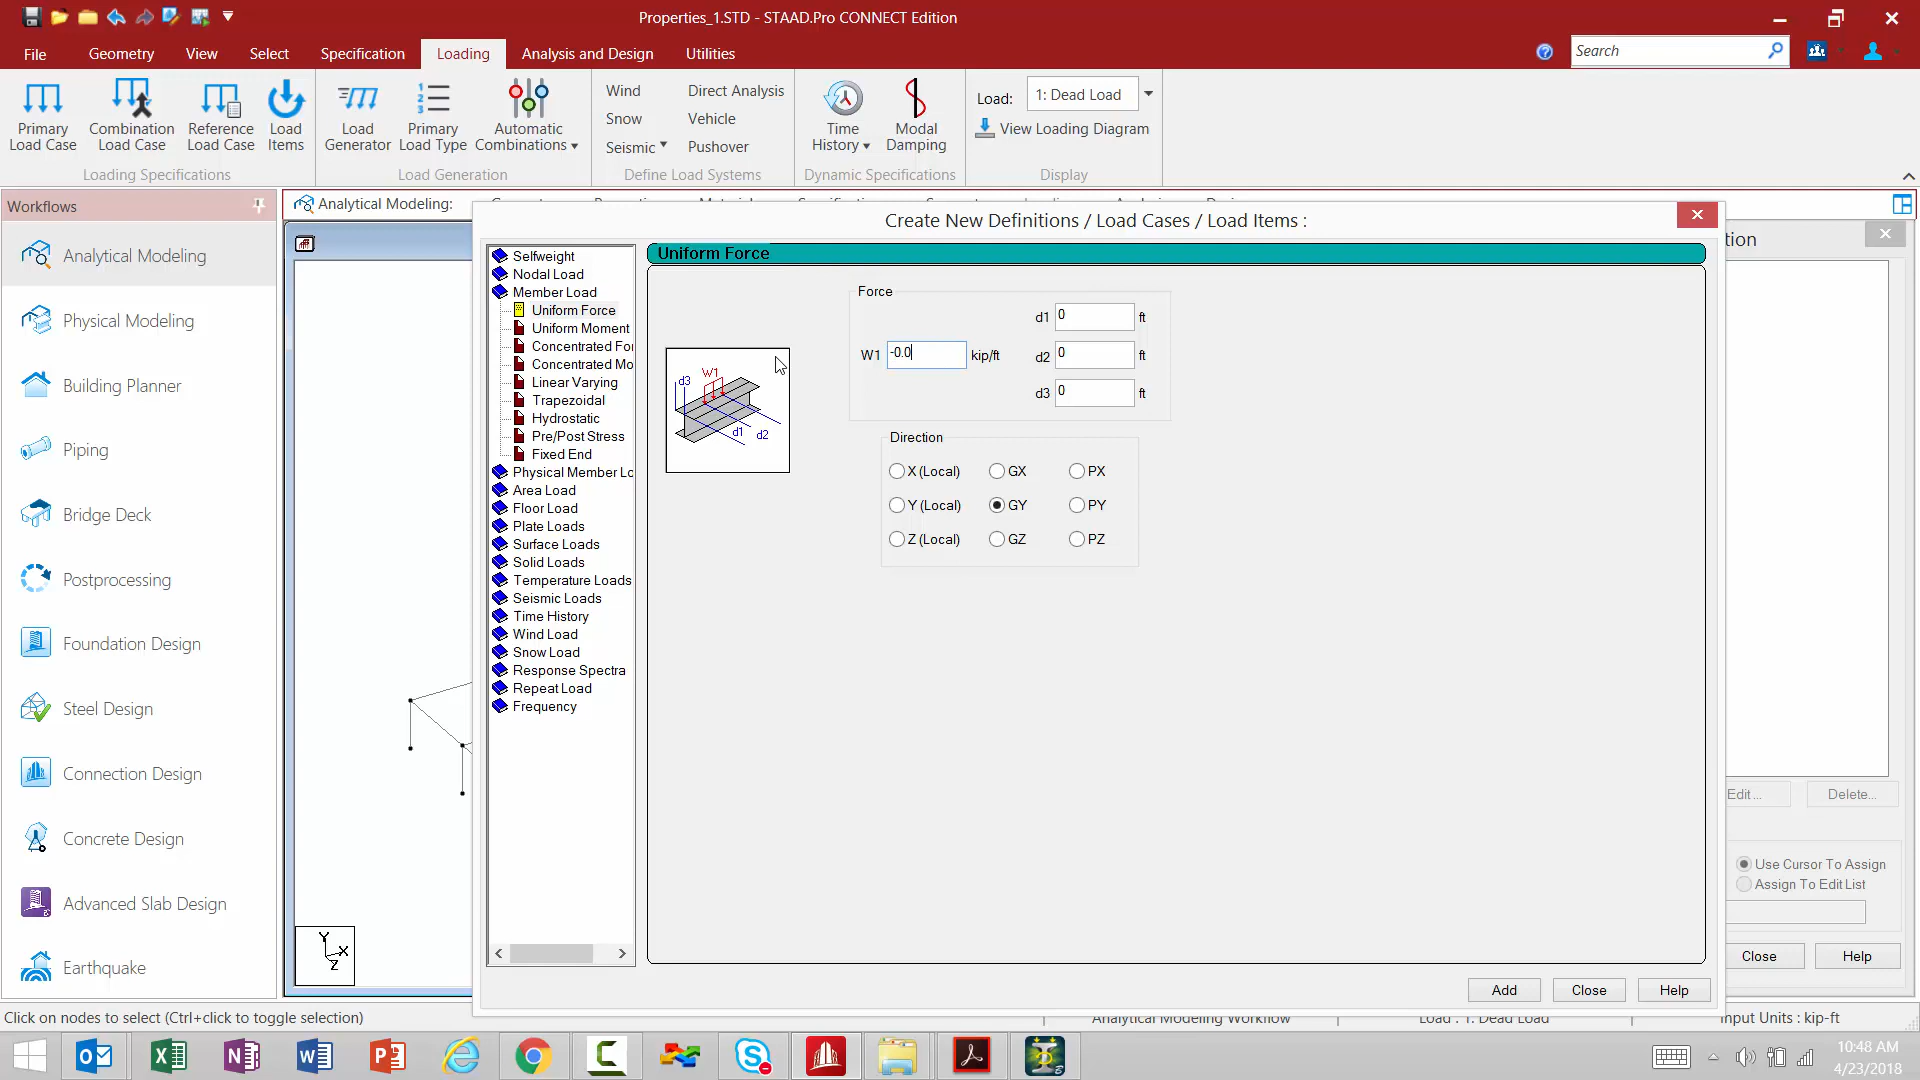 Properties_1.STD - STAAD.Pro CONNECT Edition
File Geometry View Select Specification Loading Analysis and Design Utilities
Search
Primary Load Case
Combination Load Case
Reference Load Case
Load Items
Loading Specifications
Load Generator
Primary Load Type
Automatic Combinations
Load Generation
Wind
Snow
Seismic
Direct Analysis
Vehicle
Pushover
Define Load Systems
Time History
Modal Damping
Dynamic Specifications
Load: 1: Dead Load
View Loading Diagram
Display
Workflows
Analytical Modeling
Physical Modeling
Building Planner
Piping
Bridge Deck
Postprocessing
Foundation Design
Steel Design
Connection Design
Concrete Design
Advanced Slab Design
Earthquake
Analytical Modeling:
Create New Definitions / Load Cases / Load Items :
Selfweight
Nodal Load
Member Load
Uniform Force
Uniform Moment
Concentrated For
Concentrated Mo
Linear Varying
Trapezoidal
Hydrostatic
Pre/Post Stress
Fixed End
Physical Member Lo
Area Load
Floor Load
Plate Loads
Surface Loads
Solid Loads
Temperature Loads
Seismic Loads
Time History
Wind Load
Snow Load
Response Spectra
Repeat Load
Frequency
Uniform Force
d3 W1 d1 d2
Force
d1 0 ft
W1 -0.0 kip/ft d2 0 ft
d3 0 ft
Direction
X (Local) GX PX
Y (Local) GY PY
Z (Local) GZ PZ
Add Close Help
tion
Edit... Delete...
Use Cursor To Assign
Assign To Edit List
Close Help
Y X Z
Click on nodes to select (Ctrl+click to toggle selection)
Analytical Modeling Workflow
Load : 1: Dead Load
Input Units : kip-ft
10:48 AM
4/23/2018